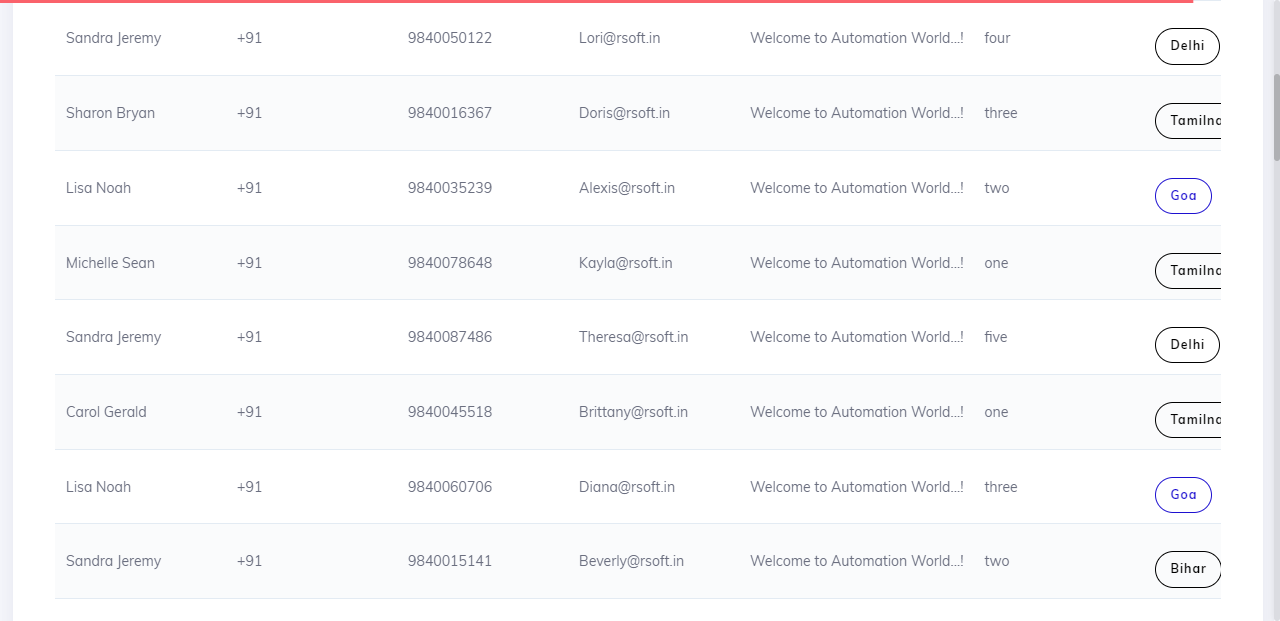 Sandra Jeremy +91 9840050122 Lori@rsoft.in Welcome to Automation World...! four Delhi
Sharon Bryan +91 9840016367 Doris@rsoft.in Welcome to Automation World...! three Tamilna
Lisa Noah +91 9840035239 Alexis@rsoft.in Welcome to Automation World...! two Goa
Michelle Sean +91 9840078648 Kayla@rsoft.in Welcome to Automation World...! one Tamilna
Sandra Jeremy +91 9840087486 Theresa@rsoft.in Welcome to Automation World...! five Delhi
Carol Gerald +91 9840045518 Brittany@rsoft.in Welcome to Automation World...! one Tamilna
Lisa Noah +91 9840060706 Diana@rsoft.in Welcome to Automation World...! three Goa
Sandra Jeremy +91 9840015141 Beverly@rsoft.in Welcome to Automation World...! two Bihar